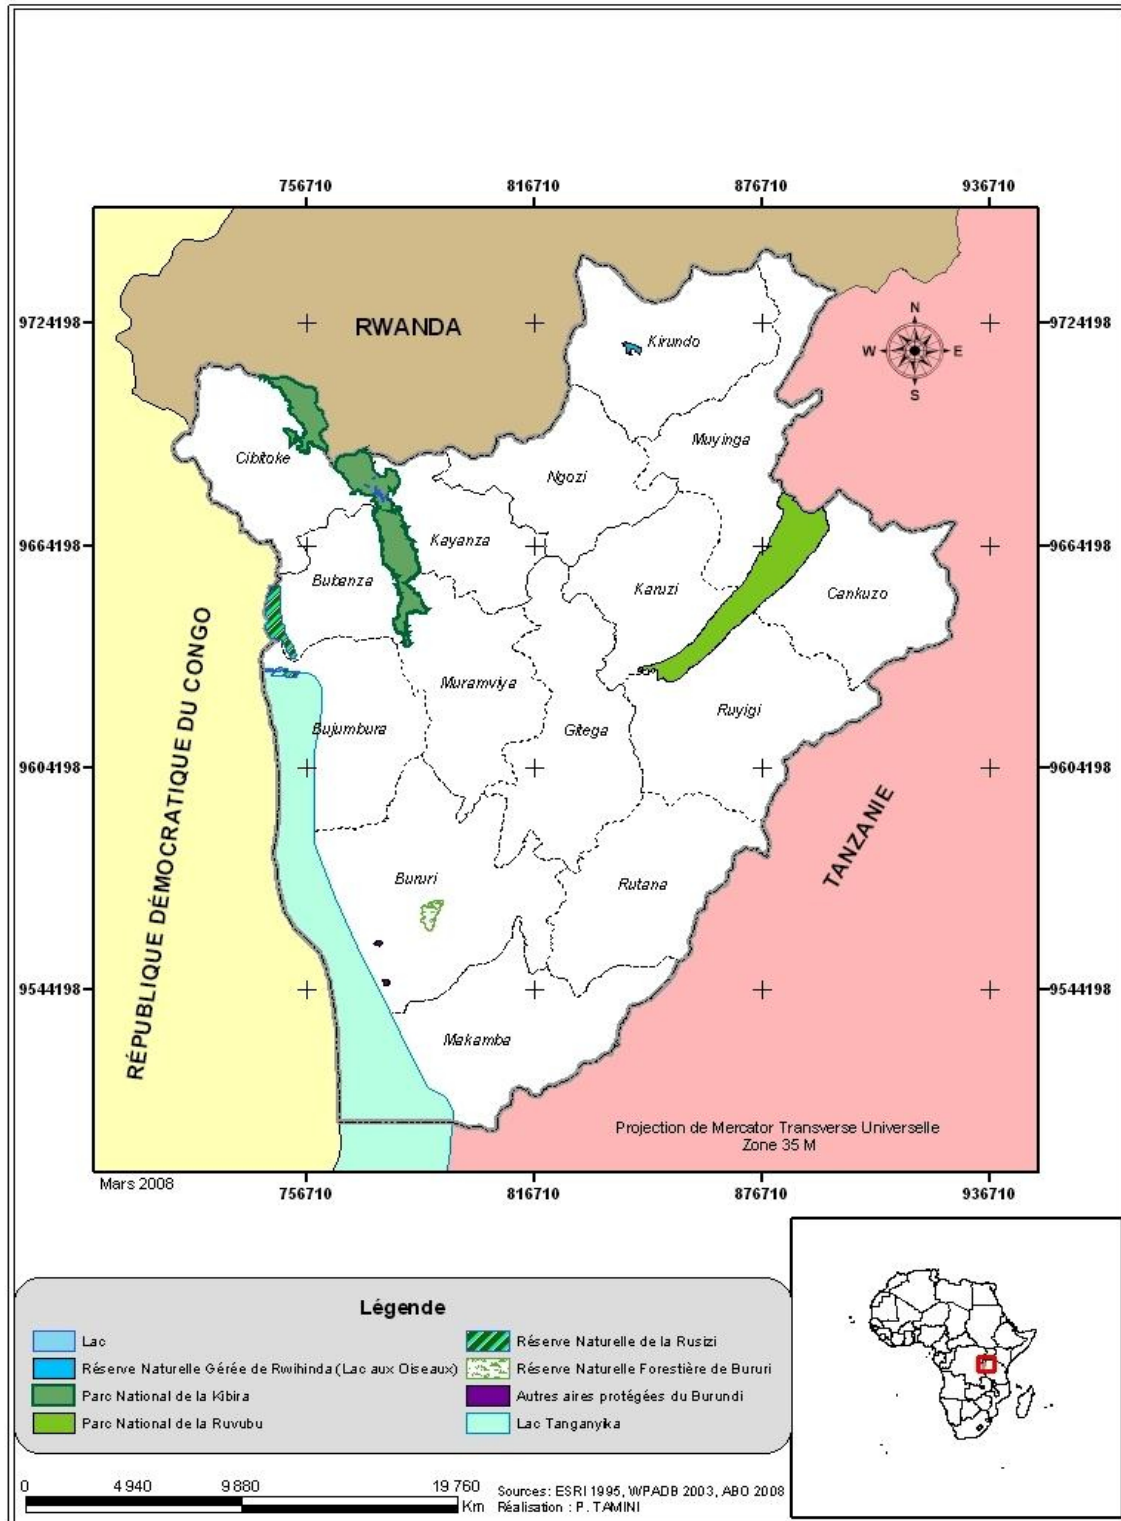 756710 816710 876710 936710
9724198 9724198
RWANDA
Kirundo
N
W E
S
Cibitoke
Muyinga
Ngozi
9664198 9664198
Kayanza
Bubanza
Karuzi
Cankuzo
RÉPUBLIQUE DÉMOCRATIQUE DU CONGO
Muramviya
Ruyigi
Bujumbura
Gitega
9604198 9604198
TANZANIE
Bururi
Rutana
9544198 9544198
Makamba
Projection de Mercator Transverse Universelle
Zone 35 M
Mars 2008
756710 816710 876710 936710
Légende
Lac
Réserve Naturelle Gérée de Rwihinda (Lac aux Oiseaux)
Parc National de la Kibira
Parc National de la Ruvubu
Réserve Naturelle de la Rusizi
Réserve Naturelle Forestière de Bururi
Autres aires protégées du Burundi
Lac Tanganyika
0 4 940 9 880 19 760
Km
Sources: ESRI 1995, WPADB 2003, ABO 2008
Réalisation : P. TAMINI